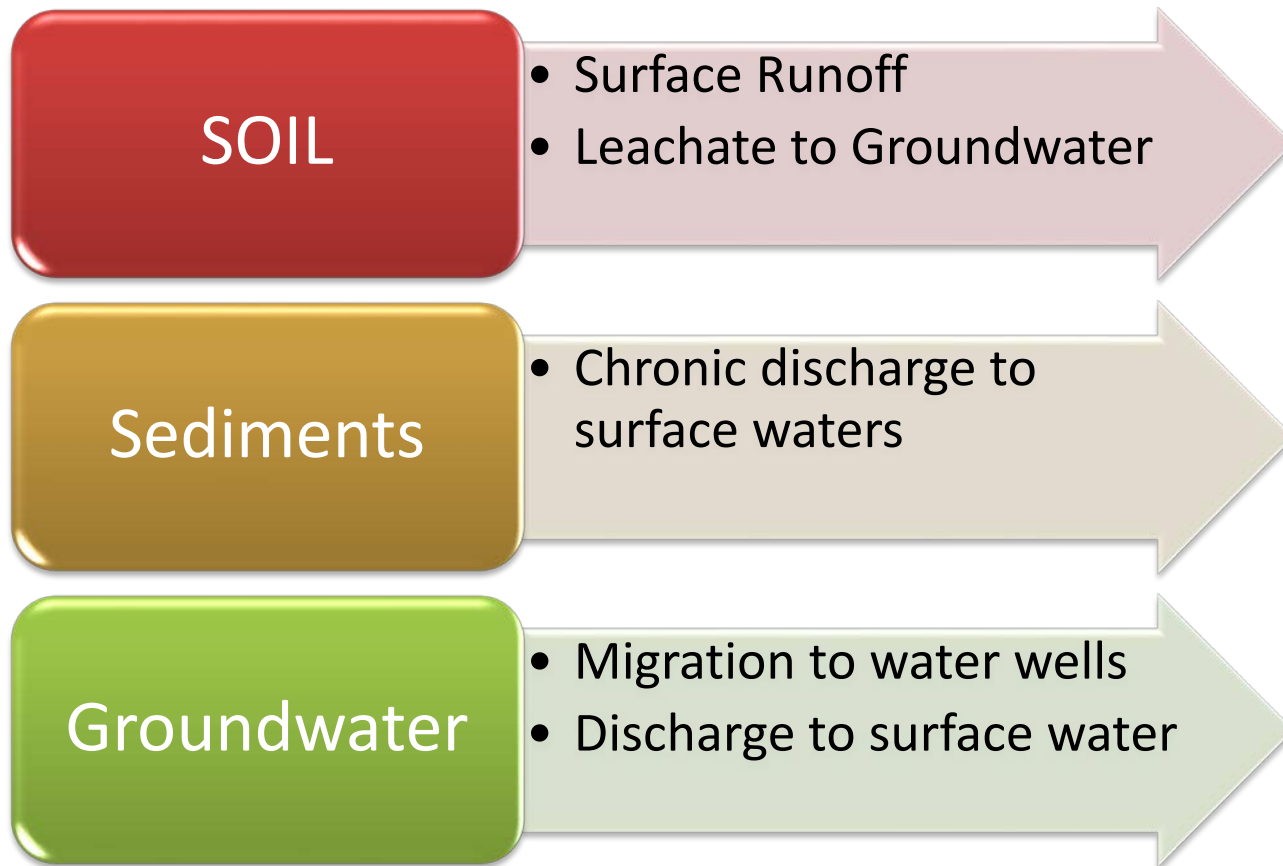 SOIL
• Surface Runoff
• Leachate to Groundwater
Sediments
• Chronic discharge to
surface waters
Groundwater
• Migration to water wells
• Discharge to surface water